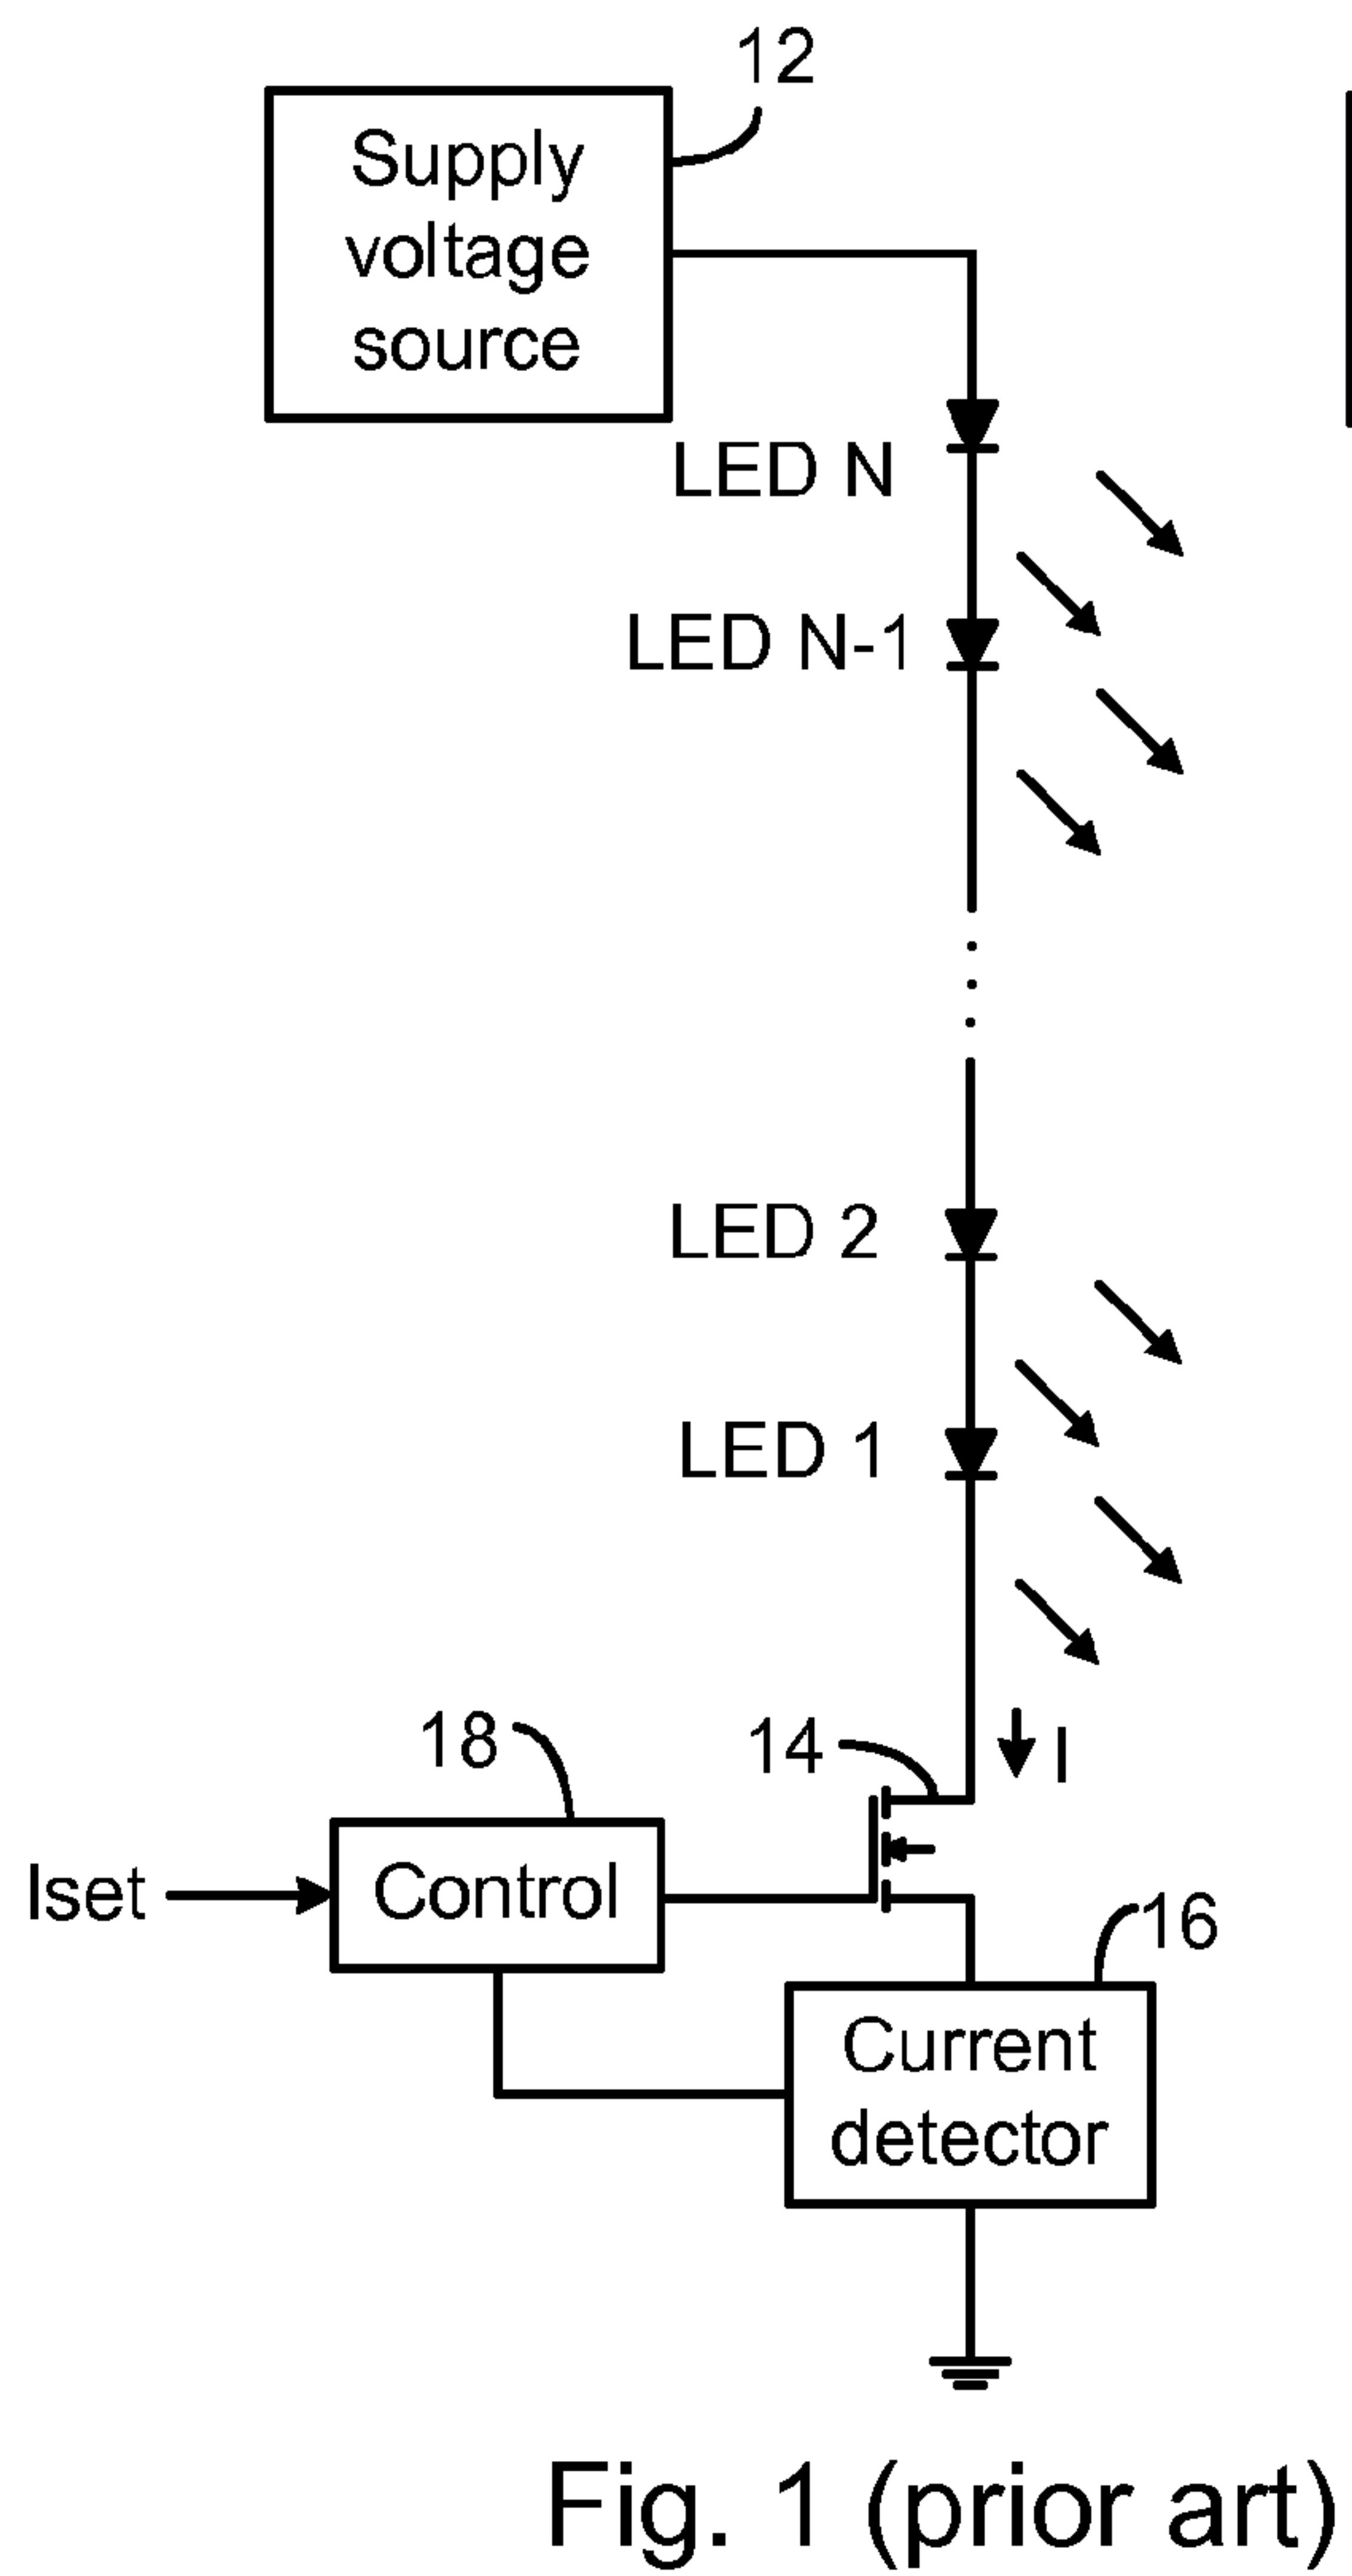 12
Supply
voltage
source
LED N
LED N-1
LED 2
LED 1
18
14
I
Iset
Control
16
Current
detector
Fig. 1 (prior art)